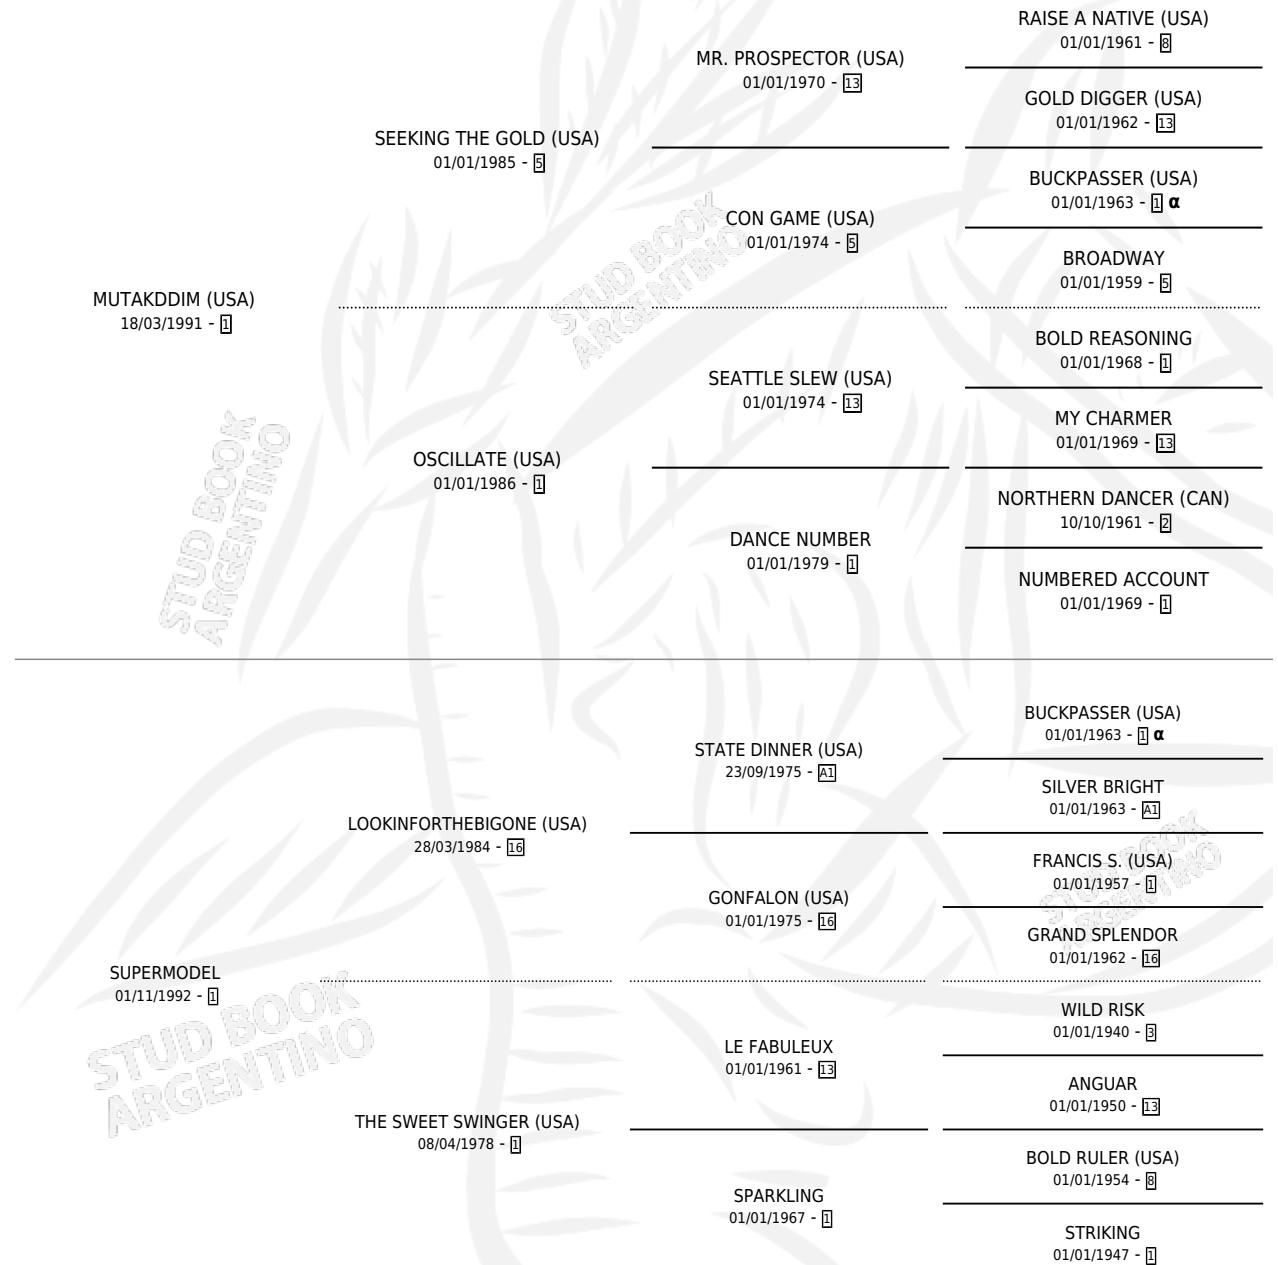 MUTAKDDIM (USA)
18/03/1991 - 1
SEEKING THE GOLD (USA)
01/01/1985 - 5
MR. PROSPECTOR (USA)
01/01/1970 - 13
RAISE A NATIVE (USA)
01/01/1961 - 8
GOLD DIGGER (USA)
01/01/1962 - 13
CON GAME (USA)
01/01/1974 - 5
BUCKPASSER (USA)
01/01/1963 - 1 α
BROADWAY
01/01/1959 - 5
OSCILLATE (USA)
01/01/1986 - 1
SEATTLE SLEW (USA)
01/01/1974 - 13
BOLD REASONING
01/01/1968 - 1
MY CHARMER
01/01/1969 - 13
DANCE NUMBER
01/01/1979 - 1
NORTHERN DANCER (CAN)
10/10/1961 - 2
NUMBERED ACCOUNT
01/01/1969 - 1
SUPERMODEL
01/11/1992 - 1
LOOKINFORTHEBIGONE (USA)
28/03/1984 - 16
STATE DINNER (USA)
23/09/1975 - A1
BUCKPASSER (USA)
01/01/1963 - 1 α
SILVER BRIGHT
01/01/1963 - A1
GONFALON (USA)
01/01/1975 - 16
FRANCIS S. (USA)
01/01/1957 - 1
GRAND SPLENDOR
01/01/1962 - 16
THE SWEET SWINGER (USA)
08/04/1978 - 1
LE FABULEUX
01/01/1961 - 13
WILD RISK
01/01/1940 - 3
ANGUAR
01/01/1950 - 13
SPARKLING
01/01/1967 - 1
BOLD RULER (USA)
01/01/1954 - 8
STRIKING
01/01/1947 - 1
STUD BOOK
ARGENTINO
STUD BOOK
ARGENTINO
STUD BOOK
ARGENTINO
STUD BOOK
ARGENTINO